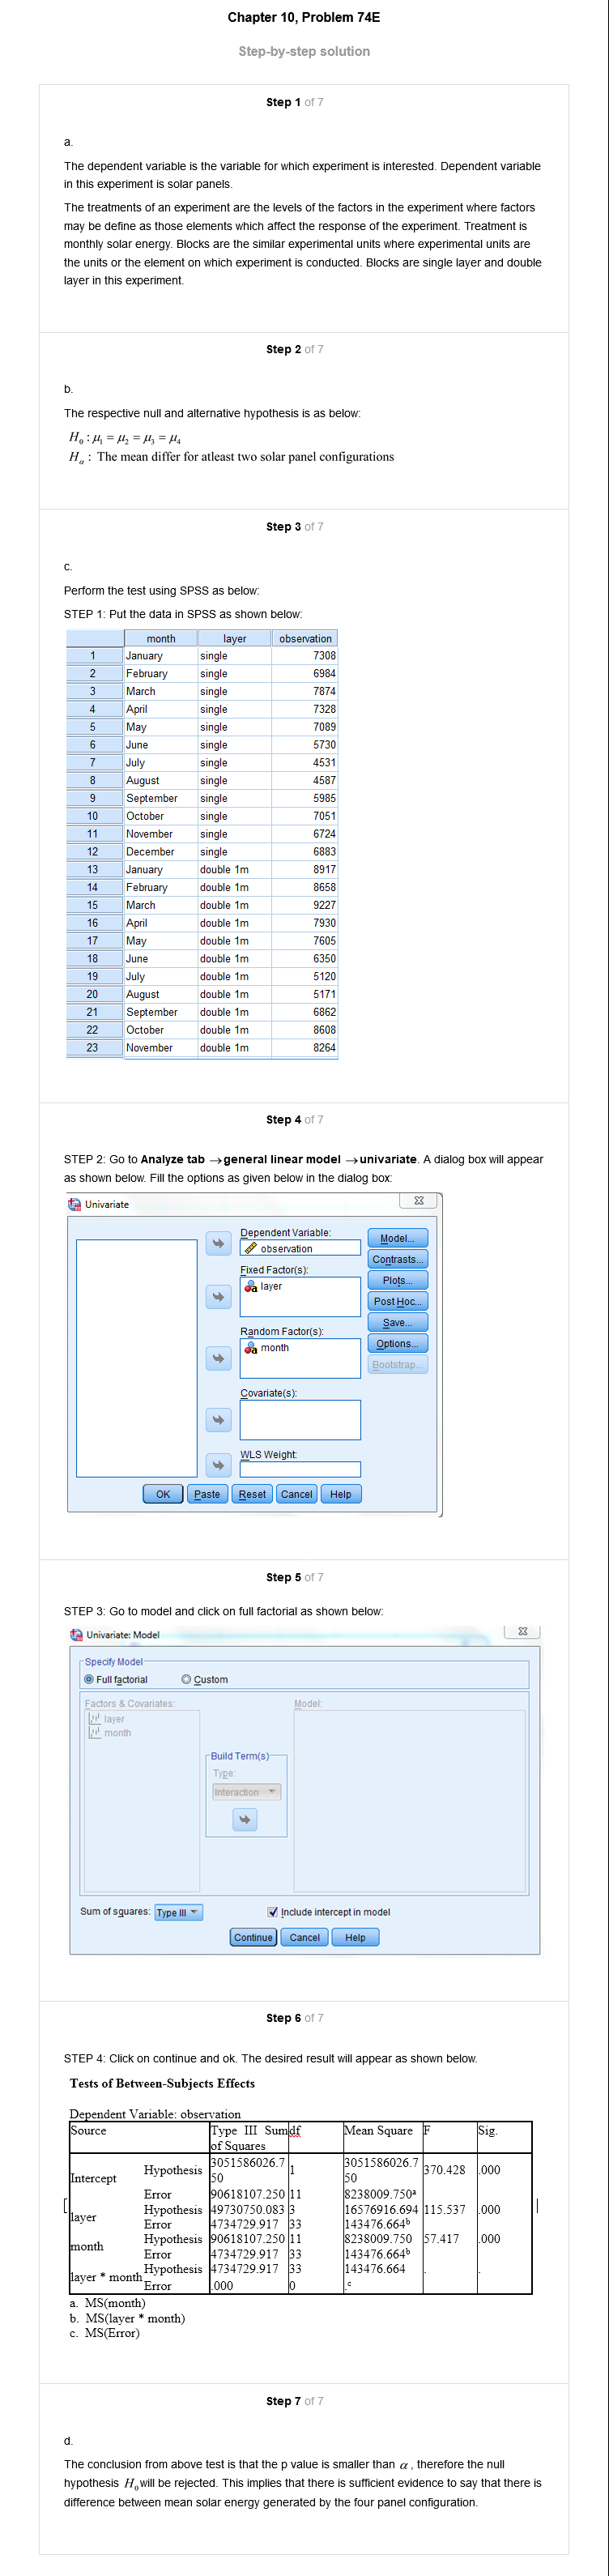 Chapter 10, Problem 74E
Step-by-step solution
Step 1 of 7
a.
The dependent variable is the variable for which experiment is interested. Dependent variable
in this experiment is solar panels.
The treatments of an experiment are the levels of the factors in the experiment where factors
may be define as those elements which affect the response of the experiment. Treatment is
monthly solar energy. Blocks are the similar experimental units where experimental units are
the units or the element on which experiment is conducted. Blocks are single layer and double
layer in this experiment.
Step 2 of 7
b.
The respective null and alternative hypothesis is as below:
H₀ : μ₁ = μ₂ = μ₃ = μ₄
Hₐ : The mean differ for atleast two solar panel configurations
Step 3 of 7
c.
Perform the test using SPSS as below:
STEP 1: Put the data in SPSS as shown below:
month layer observation
1 January single 7308
2 February single 6984
3 March single 7874
4 April single 7328
5 May single 7089
6 June single 5730
7 July single 4531
8 August single 4587
9 September single 5985
10 October single 7051
11 November single 6724
12 December single 6883
13 January double 1m 8917
14 February double 1m 8658
15 March double 1m 9227
16 April double 1m 7930
17 May double 1m 7605
18 June double 1m 6350
19 July double 1m 5120
20 August double 1m 5171
21 September double 1m 6862
22 October double 1m 8608
23 November double 1m 8264
Step 4 of 7
STEP 2: Go to Analyze tab →general linear model →univariate. A dialog box will appear
as shown below. Fill the options as given below in the dialog box:
Univariate
Dependent Variable:
observation
Fixed Factor(s):
layer
Random Factor(s):
month
Covariate(s):
WLS Weight:
Model...
Contrasts...
Plots...
Post Hoc...
Save...
Options...
Bootstrap...
OK Paste Reset Cancel Help
Step 5 of 7
STEP 3: Go to model and click on full factorial as shown below:
Univariate: Model
Specify Model
Full factorial Custom
Factors & Covariates: Model:
layer
month
Build Term(s)
Type:
Interaction
Sum of squares: Type III Include intercept in model
Continue Cancel Help
Step 6 of 7
STEP 4: Click on continue and ok. The desired result will appear as shown below.
Tests of Between-Subjects Effects
Dependent Variable: observation
Source Type III Sum of Squares df Mean Square F Sig.
Intercept Hypothesis 3051586026.750 1 3051586026.750 370.428 .000
Error 90618107.250 11 8238009.750ᵃ
layer Hypothesis 49730750.083 3 16576916.694 115.537 .000
Error 4734729.917 33 143476.664ᵇ
month Hypothesis 90618107.250 11 8238009.750 57.417 .000
Error 4734729.917 33 143476.664ᵇ
layer * month Hypothesis 4734729.917 33 143476.664 . .
Error .000 0 .ᶜ
a. MS(month)
b. MS(layer * month)
c. MS(Error)
Step 7 of 7
d.
The conclusion from above test is that the p value is smaller than α , therefore the null
hypothesis H₀ will be rejected. This implies that there is sufficient evidence to say that there is
difference between mean solar energy generated by the four panel configuration.